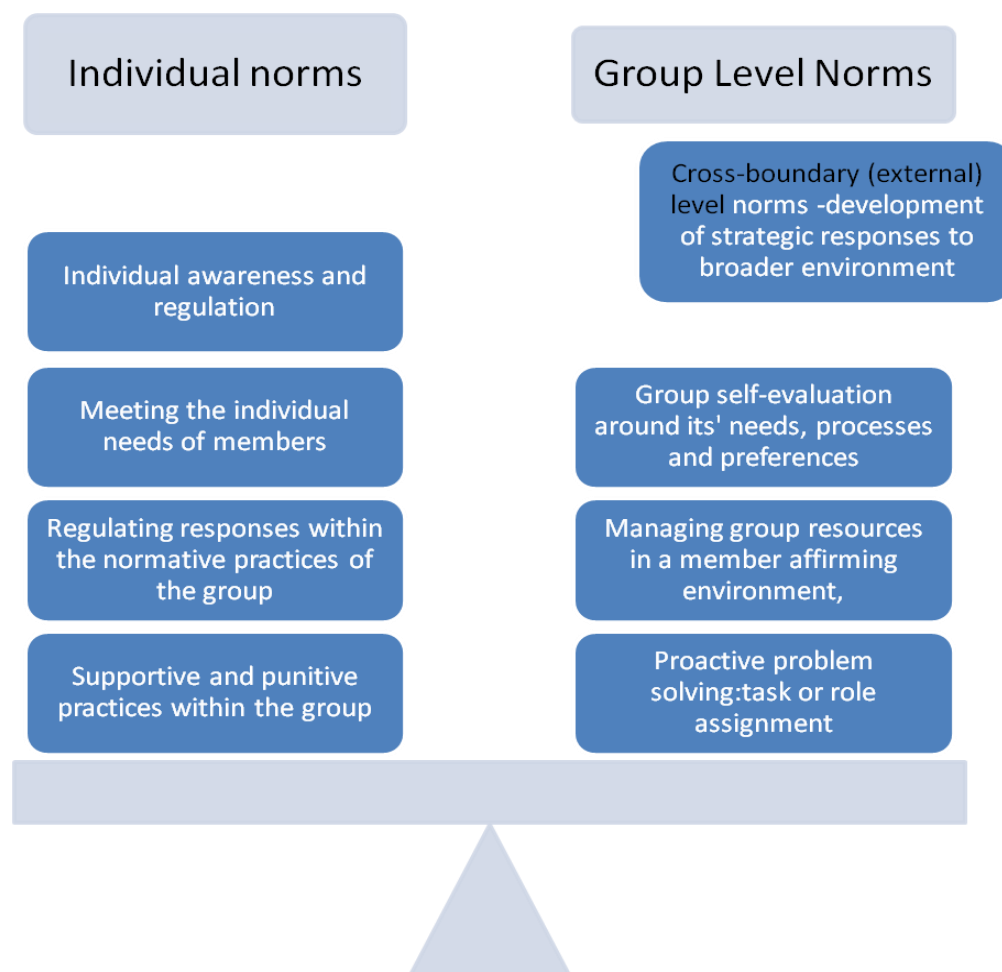 Individual norms
Individual awareness and
regulation
Meeting the individual
needs of members
Regulating responses within
the normative practices of
the group
Supportive and punitive
practices within the group
Group Level Norms
Cross-boundary (external)
level norms -development
of strategic responses to
broader environment
Group self-evaluation
around its' needs, processes
and preferences
Managing group resources
in a member affirming
environment,
Proactive problem
solving:task or role
assignment